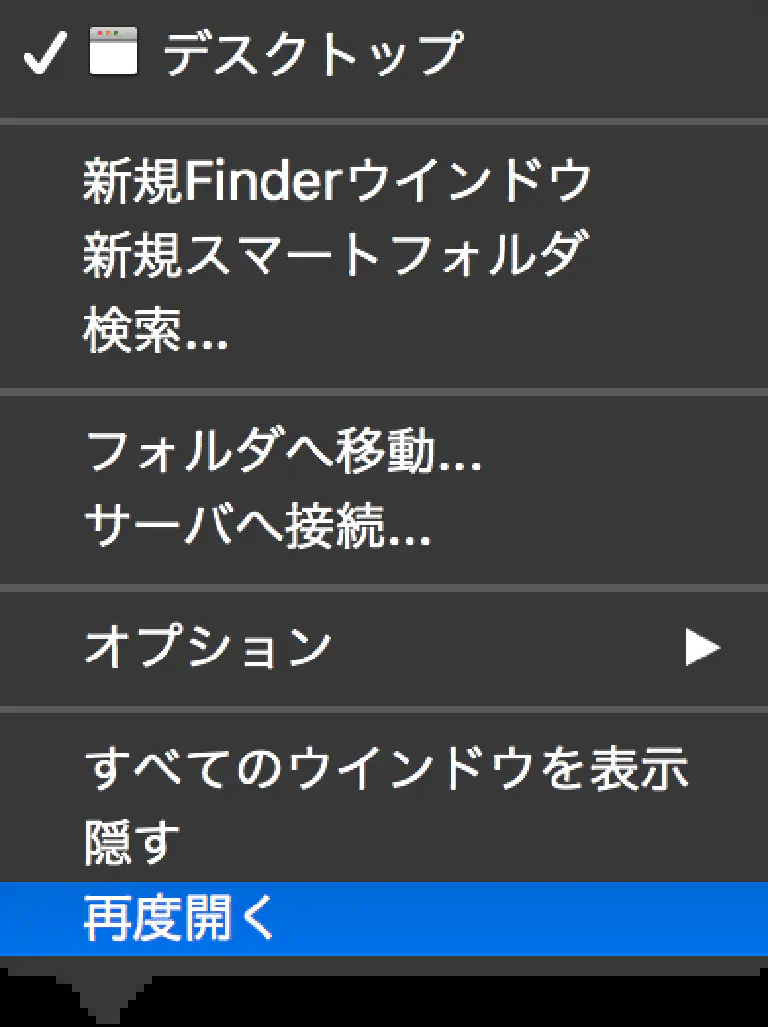 デスクトップ
新規Finderウインドウ
新規スマートフォルダ
検索...
フォルダへ移動...
サーバへ接続...
オプション
すべてのウインドウを表示
隠す
再度開く